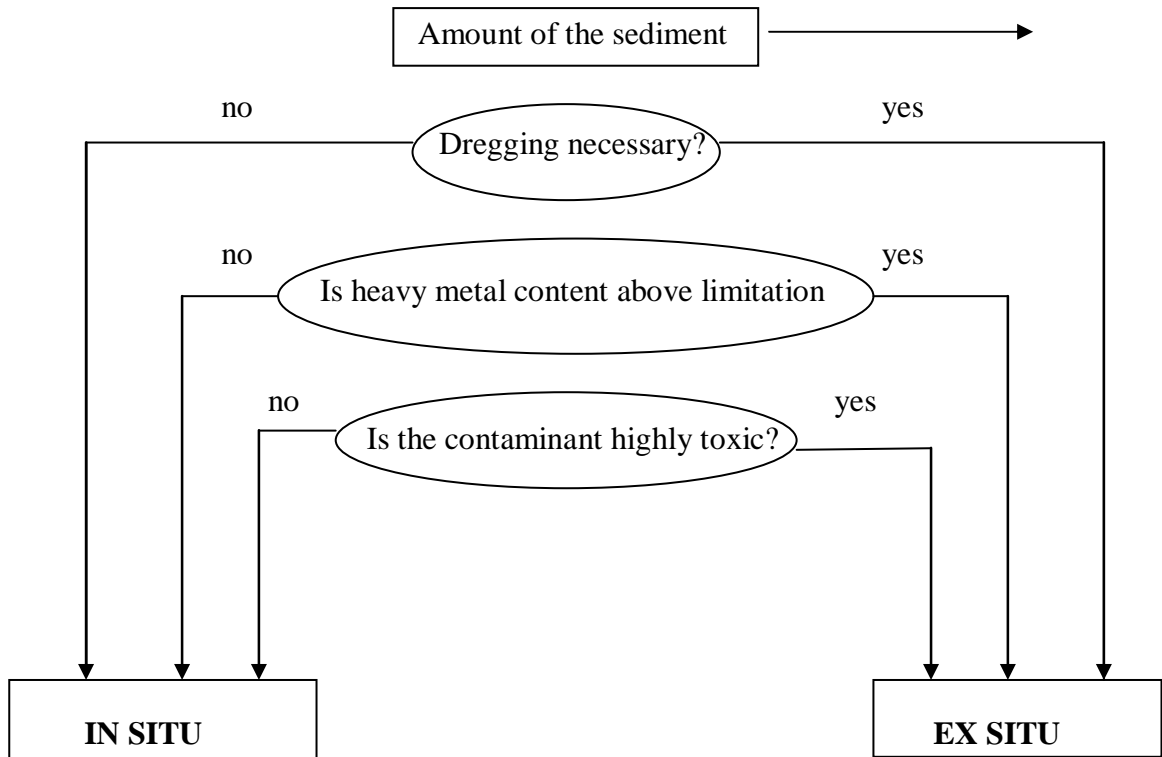 Amount of the sediment
no
yes
Dregging necessary?
no
yes
Is heavy metal content above limitation
no
yes
Is the contaminant highly toxic?
IN SITU
EX SITU